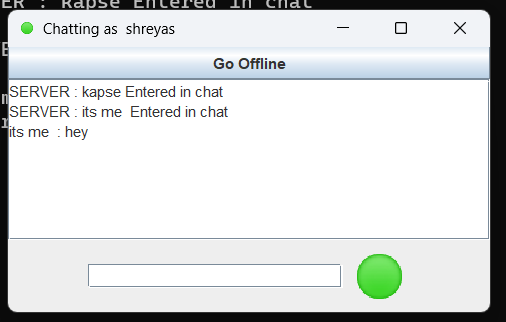 ER : Kapse Entered in chat
Chatting as  shreyas
Go Offline
SERVER : kapse Entered in chat
SERVER : its me  Entered in chat
its me  : hey